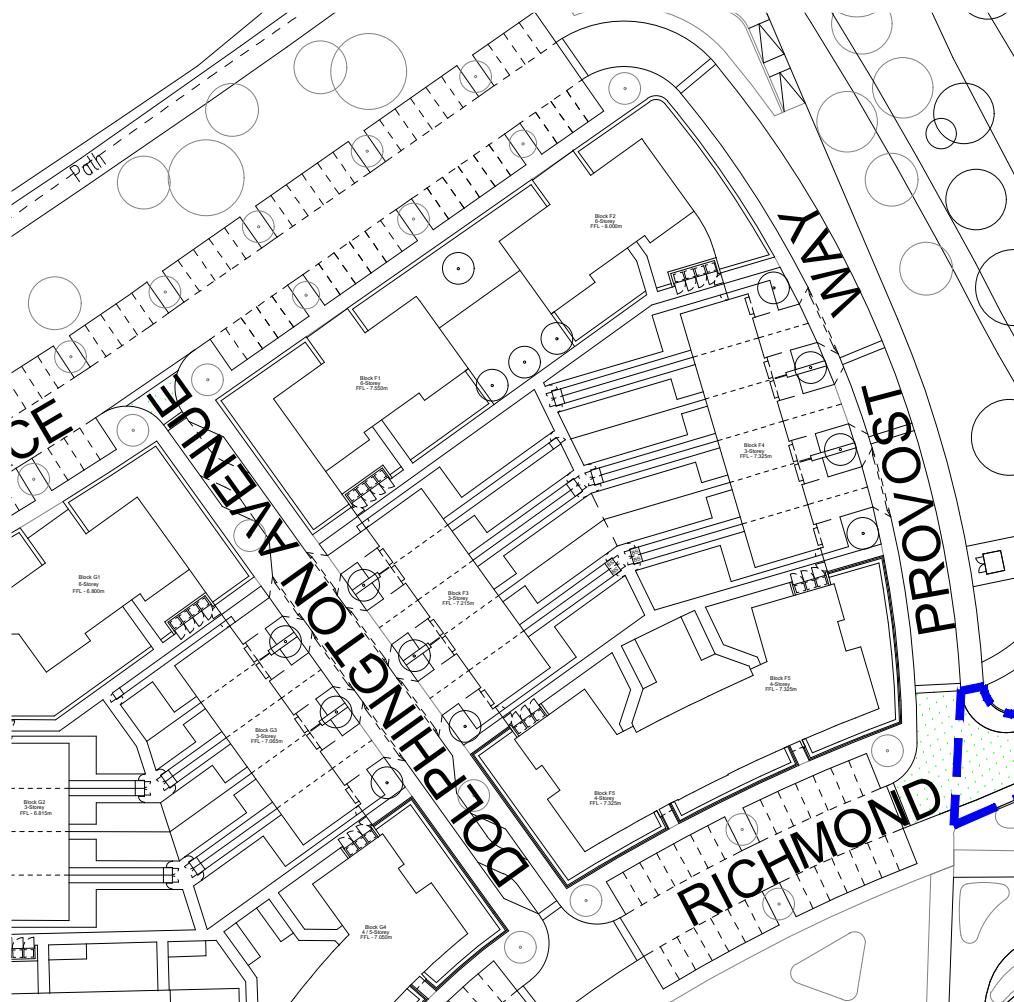 Path
Block F2
6-Storey
FFL - 8.000m
WAY
Block F1
6-Storey
FFL - 7.550m
CE
AVENUE
PROVOST
Block F4
3-Storey
FFL - 7.325m
Block G1
6-Storey
FFL - 6.800m
Block F3
3-Storey
FFL - 7.215m
DOLPHINGTON
Block F5
4-Storey
FFL - 7.325m
Block G3
3-Storey
FFL - 7.065m
Block G2
3-Storey
FFL - 6.815m
Block F5
4-Storey
FFL - 7.325m
RICHMOND
Block G4
4 / 5-Storey
FFL - 7.050m